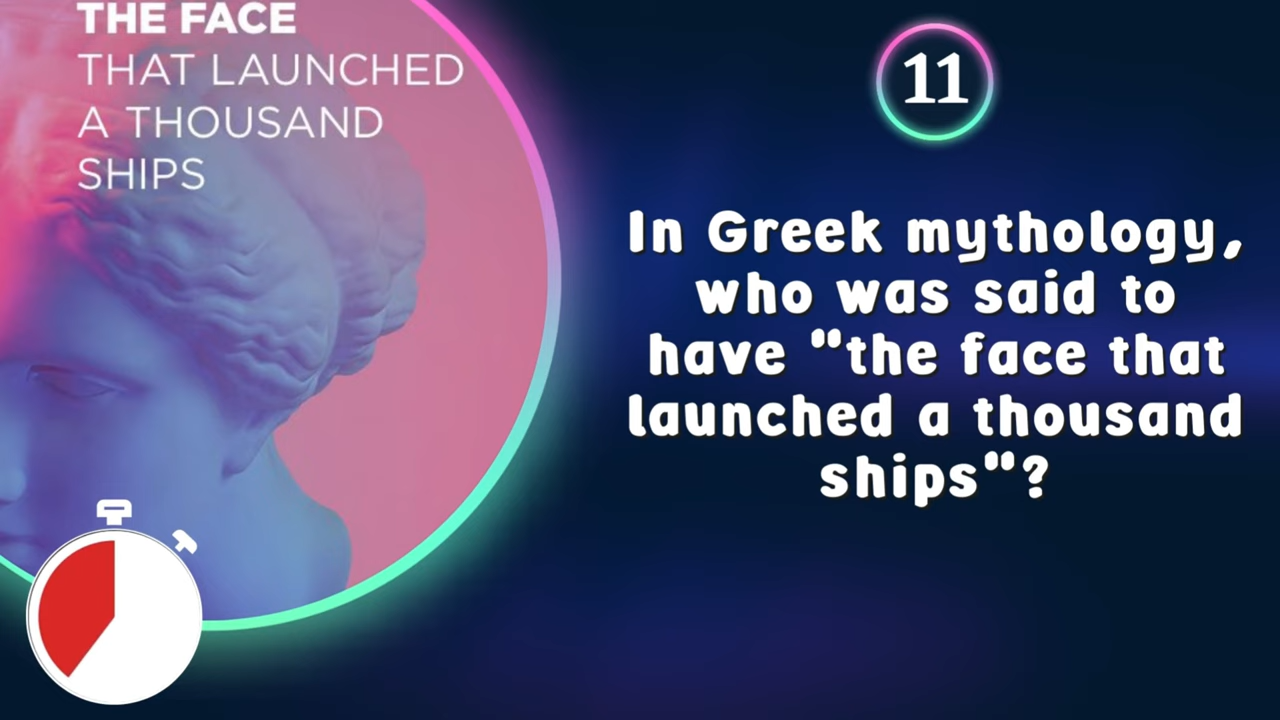 THE FACE
THAT LAUNCHED
A THOUSAND
SHIPS
11
In Greek mythology,
who was said to
have "the face that
launched a thousand
ships"?